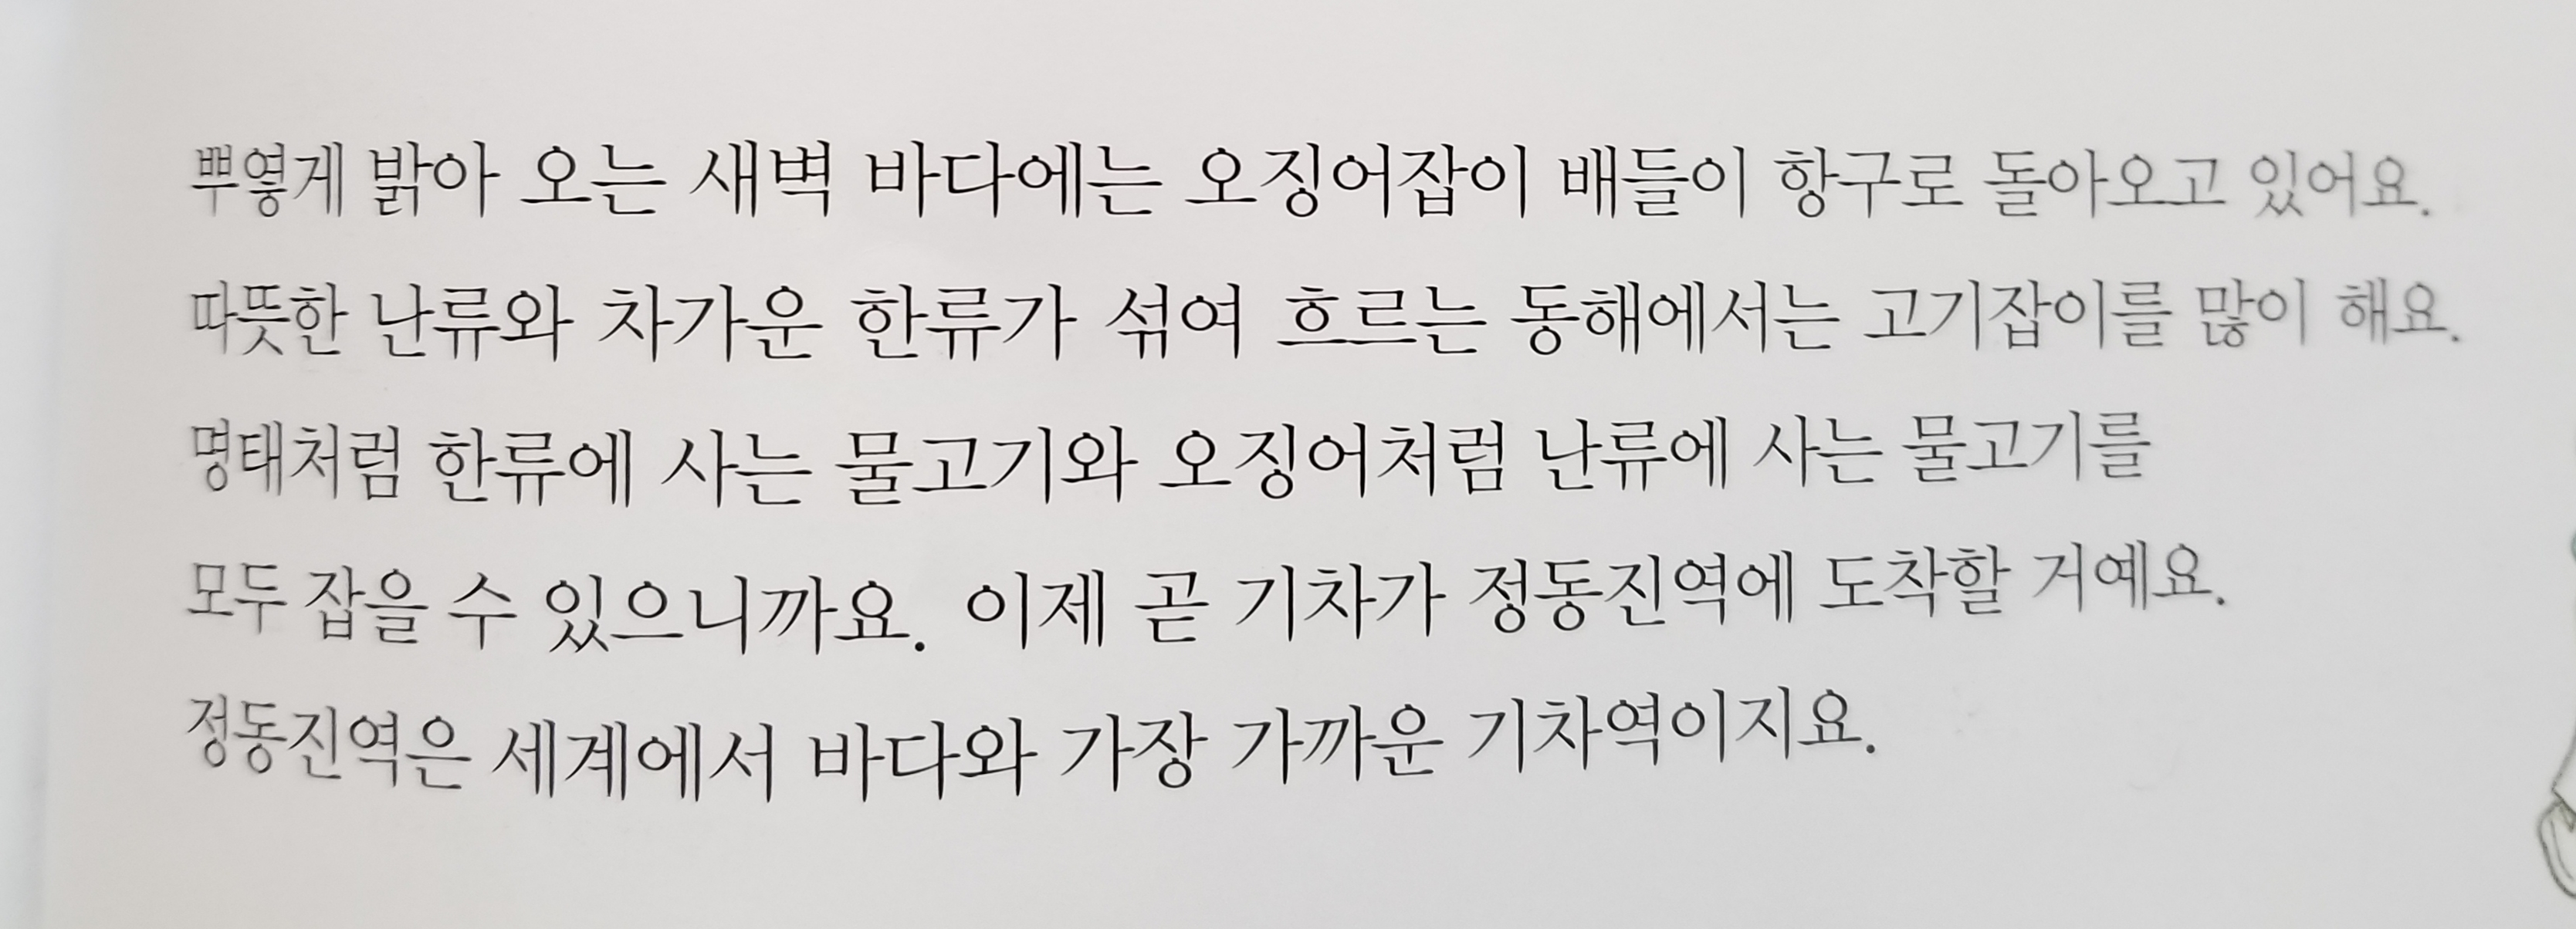 뿌옇게 밝아 오는 새벽 바다에는 오징어잡이 배들이 항구로 돌아오고 있어요.
따뜻한 난류와 차가운 한류가 섞여 흐르는 동해에서는 고기잡이를 많이 해요.
명태처럼 한류에 사는 물고기와 오징어처럼 난류에 사는 물고기를
모두 잡을 수 있으니까요. 이제 곧 기차가 정동진역에 도착할 거예요.
정동진역은 세계에서 바다와 가장 가까운 기차역이지요.